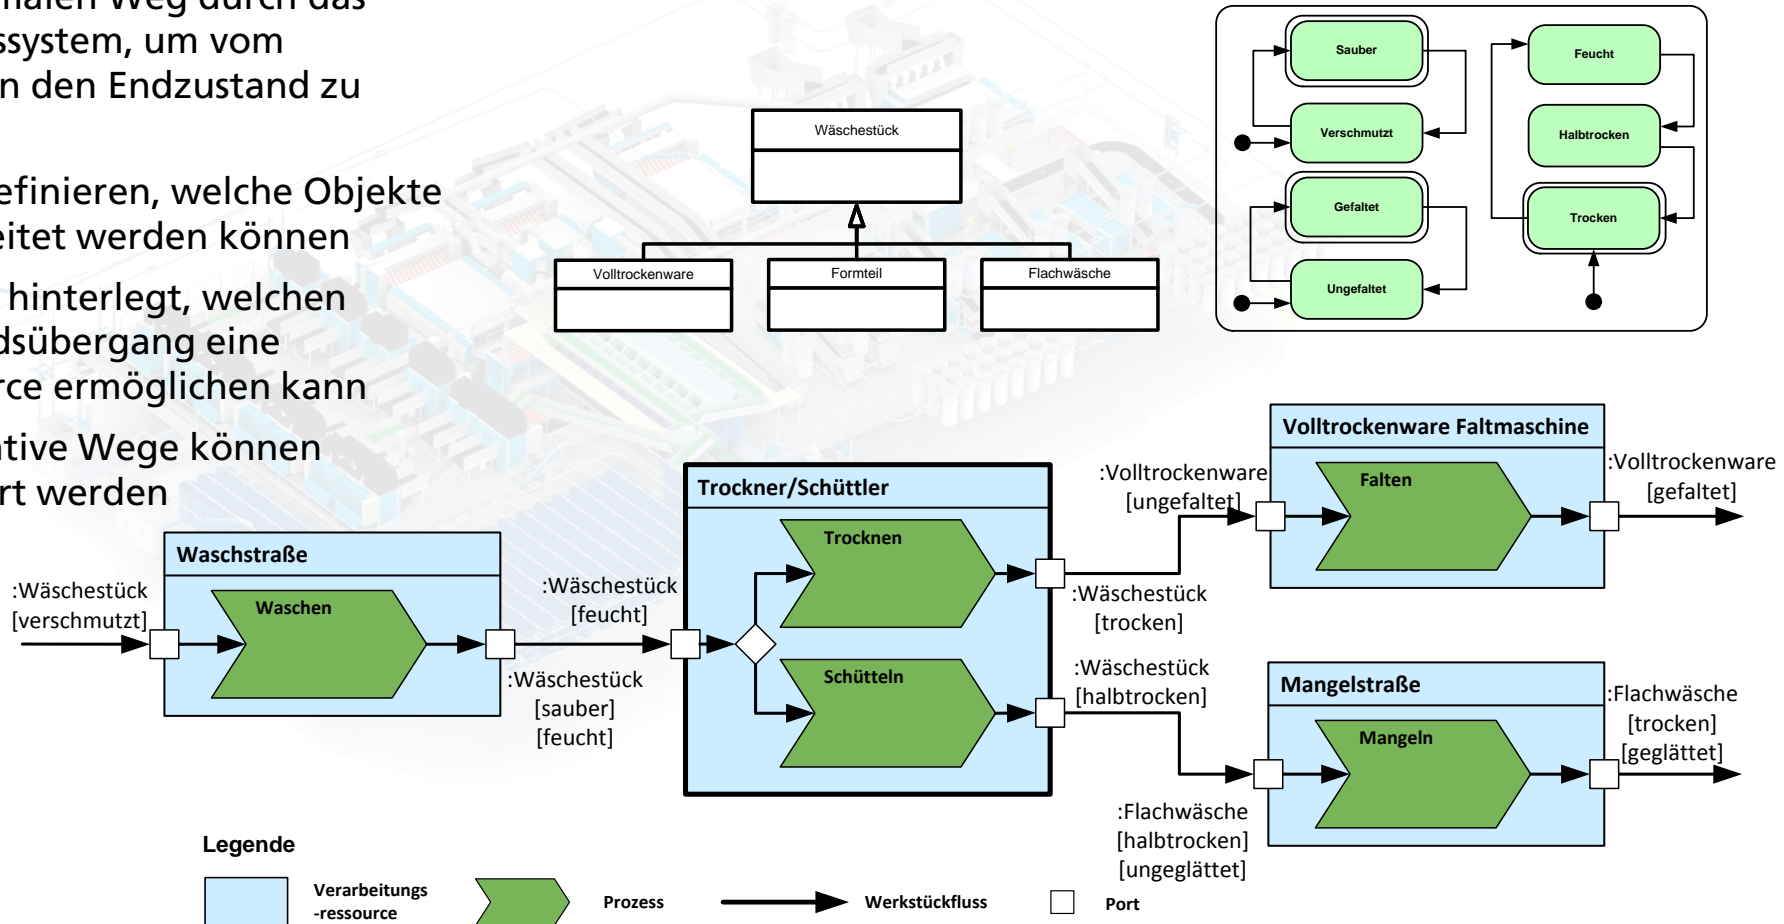 malen Weg durch das
ssystem, um vom
n den Endzustand zu
efinieren, welche Objekte
eitet werden können
hinterlegt, welchen
dsübergang eine
rce ermöglichen kann
ative Wege können
rt werden
Wäschestück
Volltrockenware
Formteil
Flachwäsche
Sauber
Verschmutzt
Gefaltet
Ungefaltet
Feucht
Halbtrocken
Trocken
:Wäschestück
[verschmutzt]
Waschstraße
Waschen
:Wäschestück
[feucht]
:Wäschestück
[sauber]
[feucht]
Trockner/Schüttler
Trocknen
Schütteln
:Volltrockenware
[ungefaltet]
:Wäschestück
[trocken]
:Wäschestück
[halbtrocken]
:Flachwäsche
[halbtrocken]
[ungeglättet]
Volltrockenware Faltmaschine
Falten
:Volltrockenware
[gefaltet]
Mangelstraße
Mangeln
:Flachwäsche
[trocken]
[geglättet]
Legende
Verarbeitungs
-ressource
Prozess
Werkstückfluss
Port